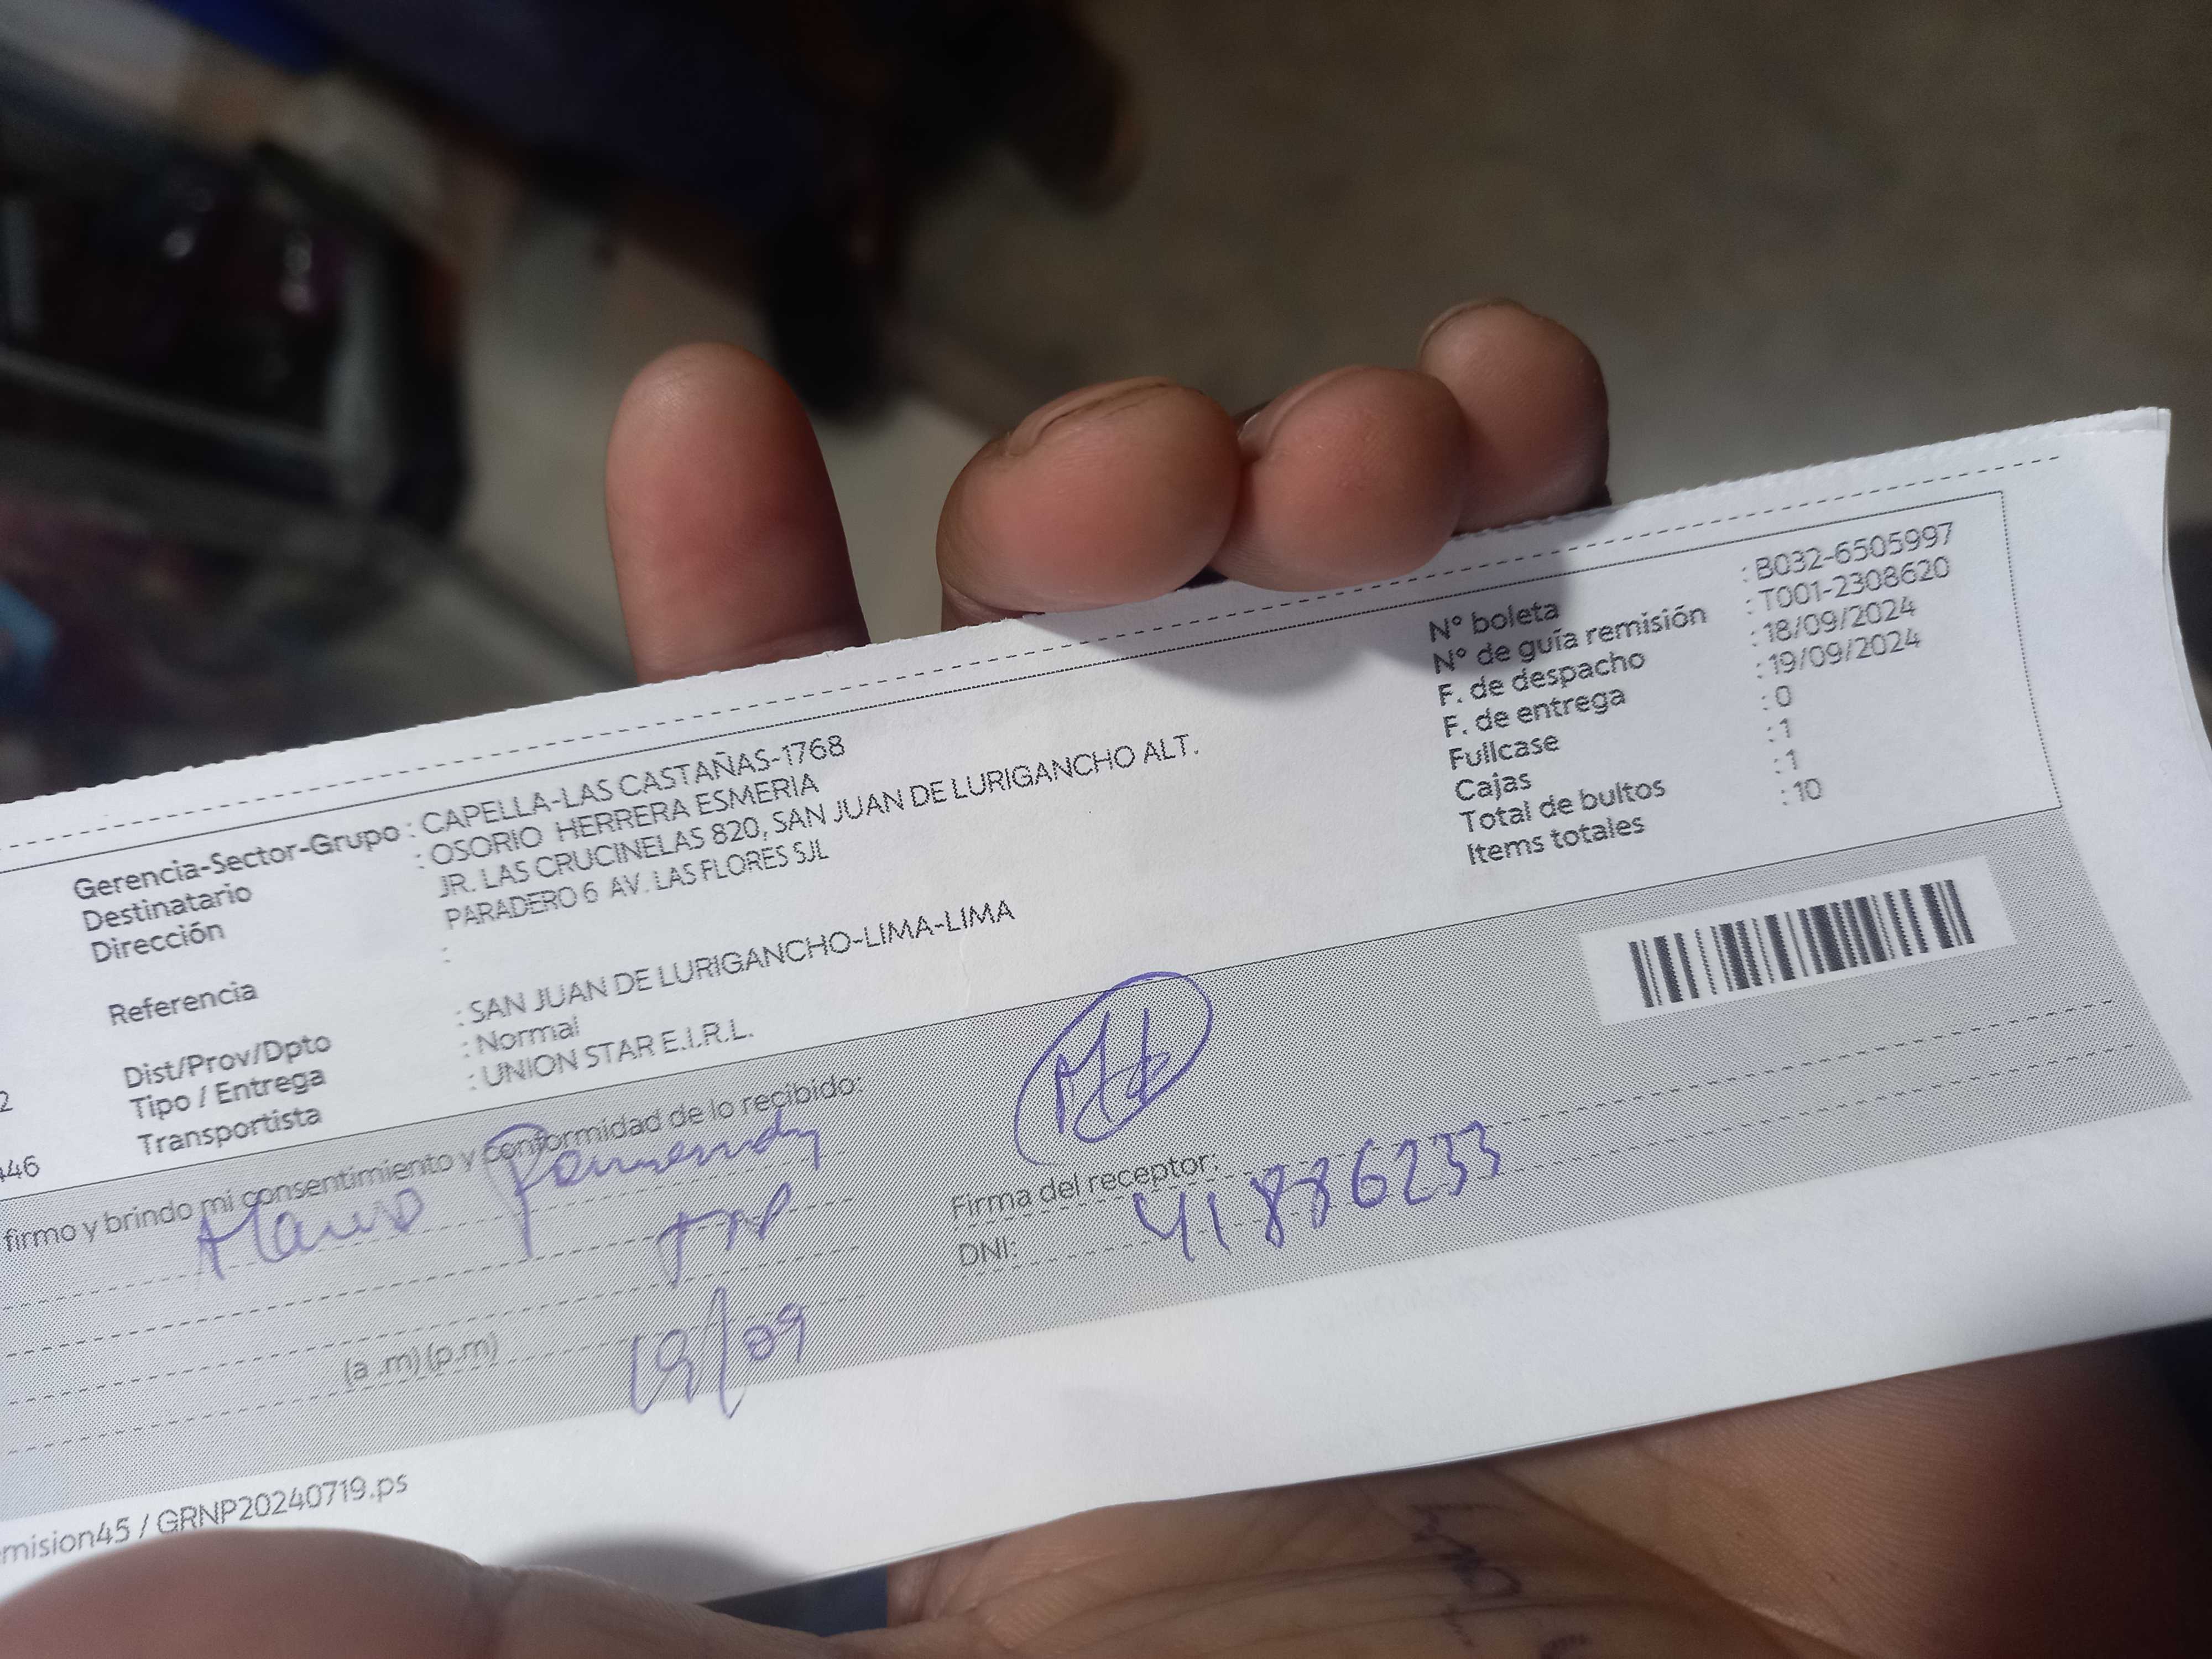 Gerencia-Sector-Grupo : CAPELLA-LAS CASTAÑAS-1768
Destinatario : OSORIO HERRERA ESMERIA
Dirección JR. LAS CRUCINELAS 820, SAN JUAN DE LURIGANCHO ALT.
PARADERO 6 AV. LAS FLORES SJL
Referencia :
Dist/Prov/Dpto : SAN JUAN DE LURIGANCHO-LIMA-LIMA
Tipo / Entrega : Normal
Transportista : UNION STAR E.I.R.L.
N° boleta : B032-6505997
N° de guía remisión : T001-2308620
F. de despacho : 18/09/2024
F. de entrega : 19/09/2024
Fullcase : 0
Cajas : 1
Total de bultos : 1
Items totales : 10
2
446
firmo y brindo mi consentimiento y conformidad de lo recibido:
Firma del receptor:
DNI: 41886233
(a .m) (p.m)
19/09
mision45 / GRNP20240719.ps